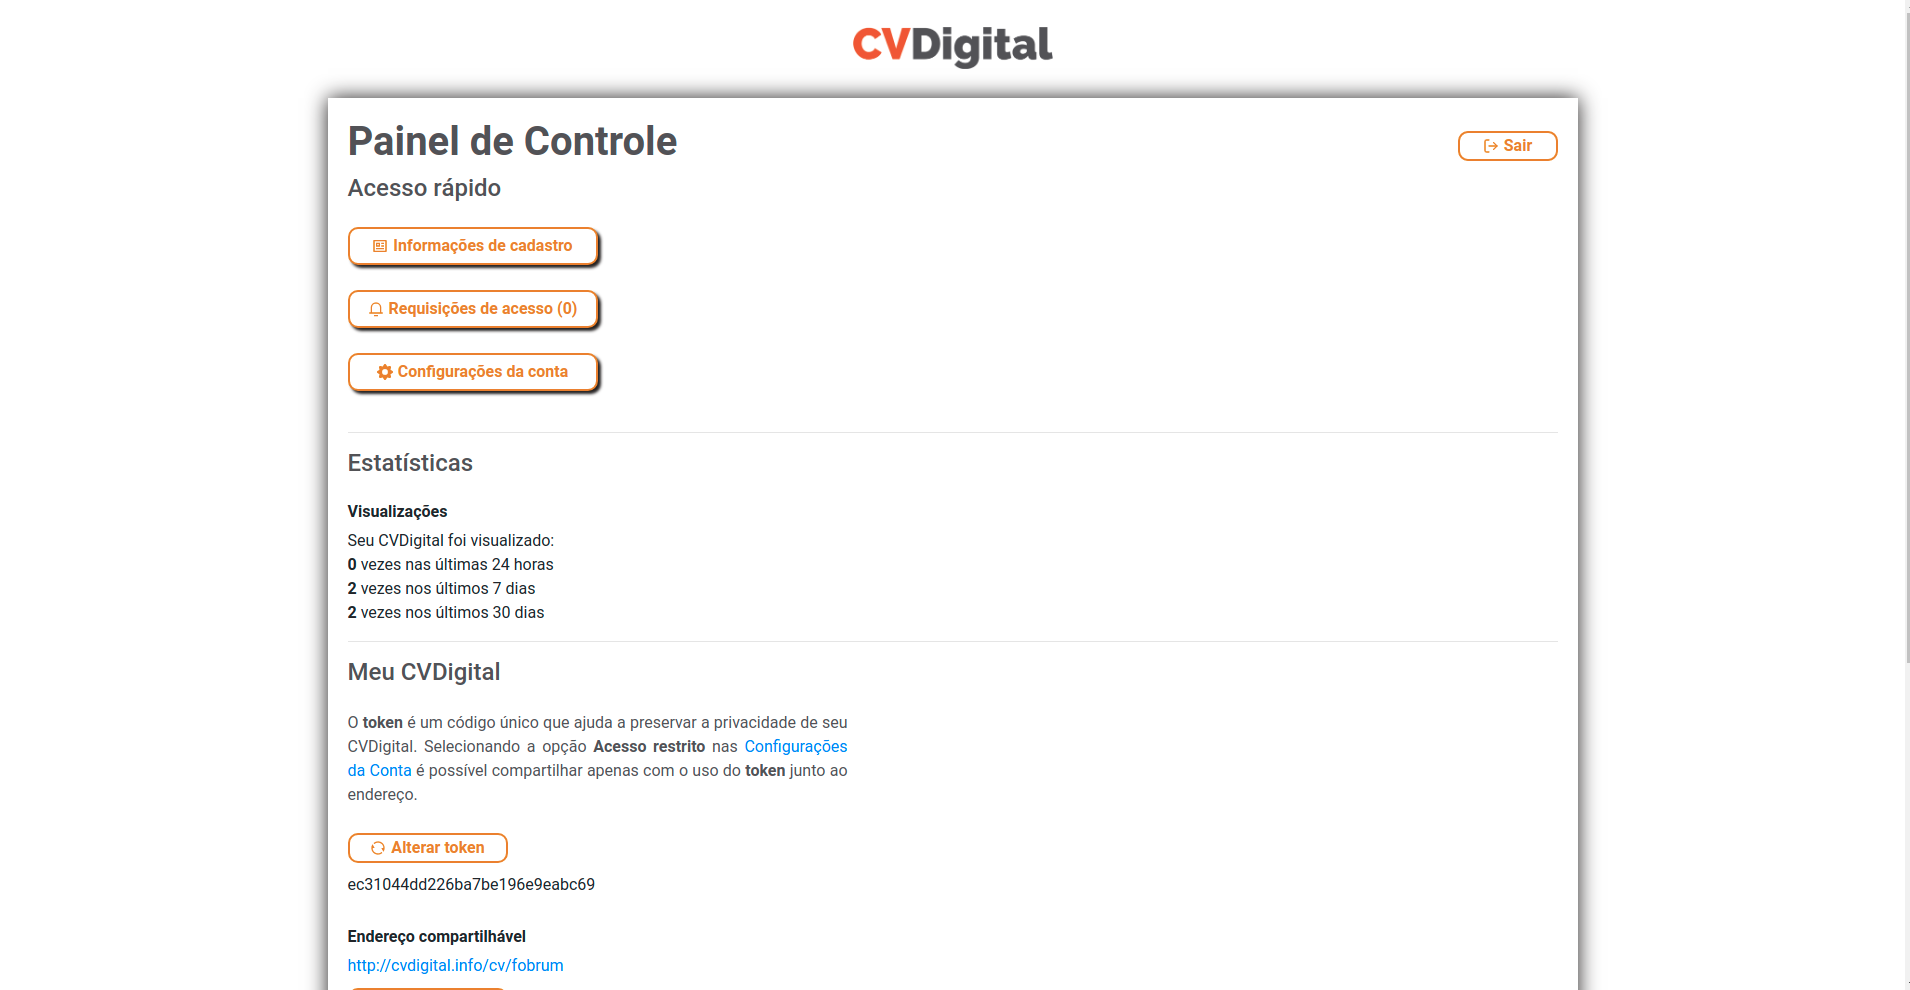 CVDigital
Painel de Controle
Sair
Acesso rápido
Informações de cadastro
Requisições de acesso (0)
Configurações da conta
Estatísticas
Visualizações
Seu CVDigital foi visualizado:
0 vezes nas últimas 24 horas
2 vezes nos últimos 7 dias
2 vezes nos últimos 30 dias
Meu CVDigital
O token é um código único que ajuda a preservar a privacidade de seu
CVDigital. Selecionando a opção Acesso restrito nas Configurações
da Conta é possível compartilhar apenas com o uso do token junto ao
endereço.
Alterar token
ec31044dd226ba7be196e9eabc69
Endereço compartilhável
http://cvdigital.info/cv/fobrum